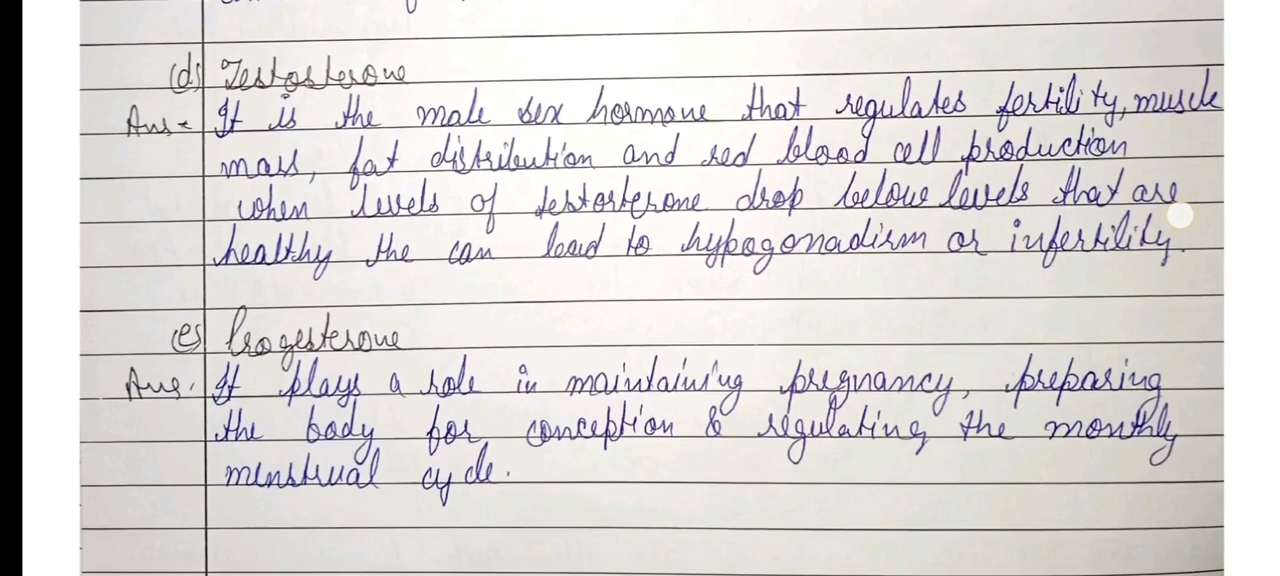 (d) Testosterone
Ans- It is the male sex hormone that regulates fertility, muscle
mass, fat distribution and red blood cell production
when levels of testosterone drop below levels that are
healthy the can lead to hypogonadism or infertility.
(e) Progesterone
Ans. It plays a role in maintaining pregnancy, preparing
the body for conception & regulating the monthly
menstrual cycle.